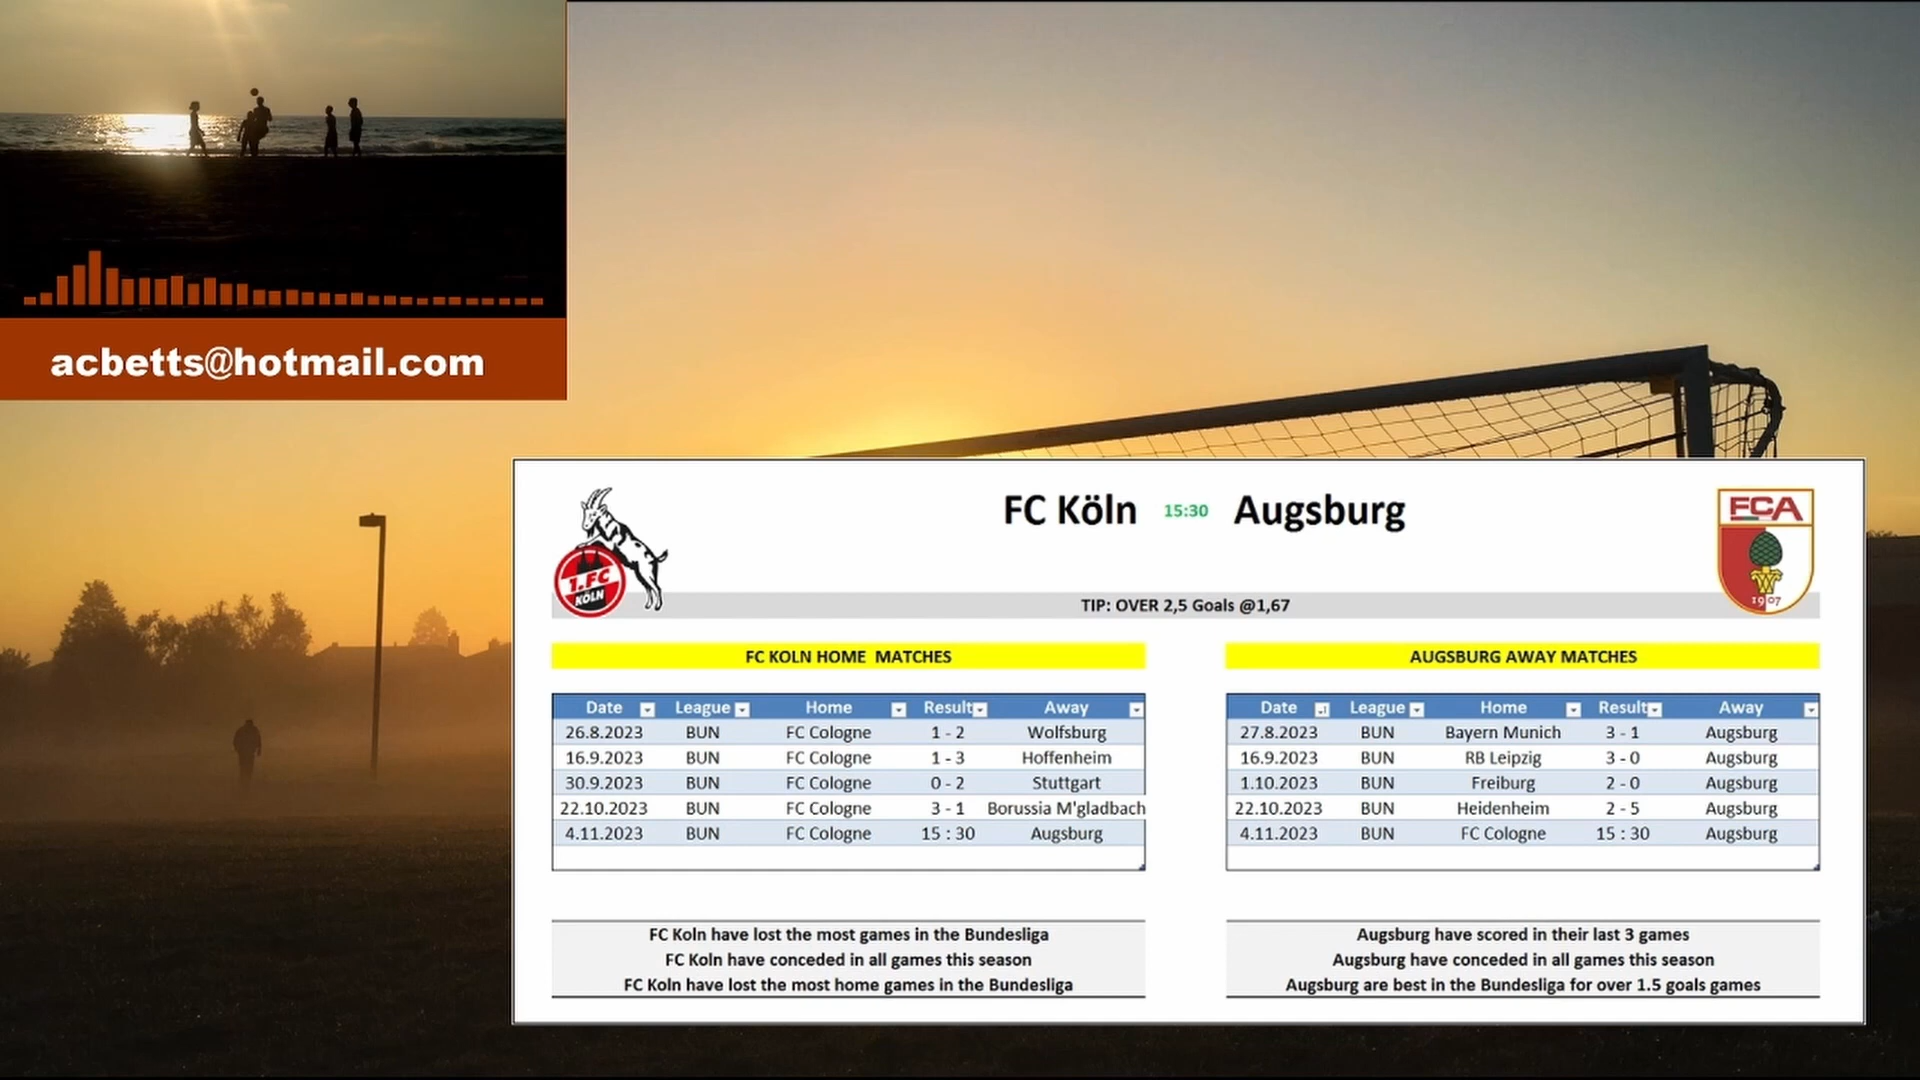 acbetts@hotmail.com
FC Köln 15:30 Augsburg
1.FC
KÖLN
FCA
1907
TIP: OVER 2,5 Goals @1,67
FC KOLN HOME MATCHES
Date League Home Result Away
26.8.2023 BUN FC Cologne 1 - 2 Wolfsburg
16.9.2023 BUN FC Cologne 1 - 3 Hoffenheim
30.9.2023 BUN FC Cologne 0 - 2 Stuttgart
22.10.2023 BUN FC Cologne 3 - 1 Borussia M'gladbach
4.11.2023 BUN FC Cologne 15 : 30 Augsburg
FC Koln have lost the most games in the Bundesliga
FC Koln have conceded in all games this season
FC Koln have lost the most home games in the Bundesliga
AUGSBURG AWAY MATCHES
Date League Home Result Away
27.8.2023 BUN Bayern Munich 3 - 1 Augsburg
16.9.2023 BUN RB Leipzig 3 - 0 Augsburg
1.10.2023 BUN Freiburg 2 - 0 Augsburg
22.10.2023 BUN Heidenheim 2 - 5 Augsburg
4.11.2023 BUN FC Cologne 15 : 30 Augsburg
Augsburg have scored in their last 3 games
Augsburg have conceded in all games this season
Augsburg are best in the Bundesliga for over 1.5 goals games